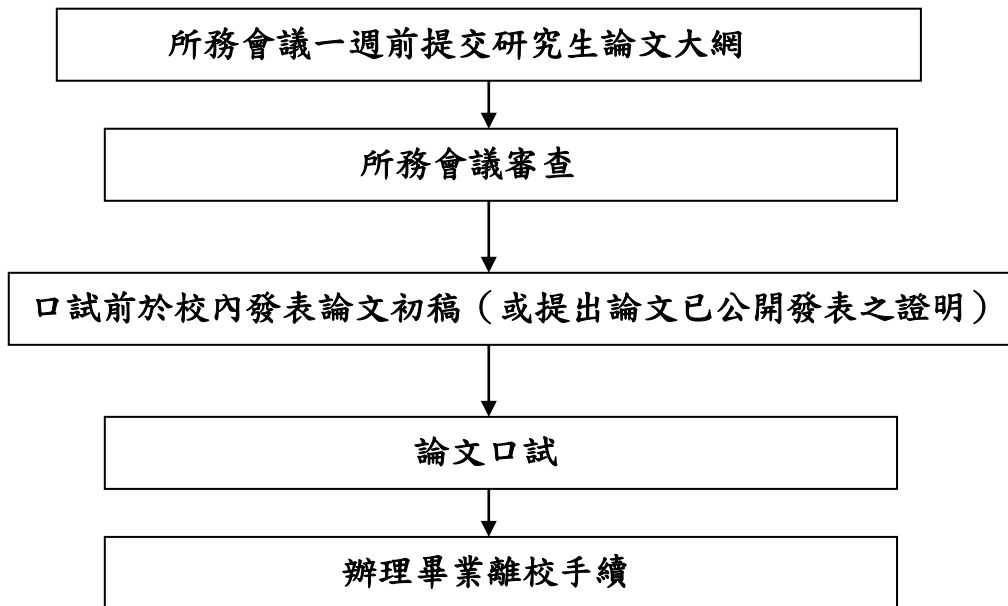 所務會議一週前提交研究生論文大網
所務會議審查
口試前於校內發表論文初稿（或提出論文已公開發表之證明）
論文口試
辦理畢業離校手續